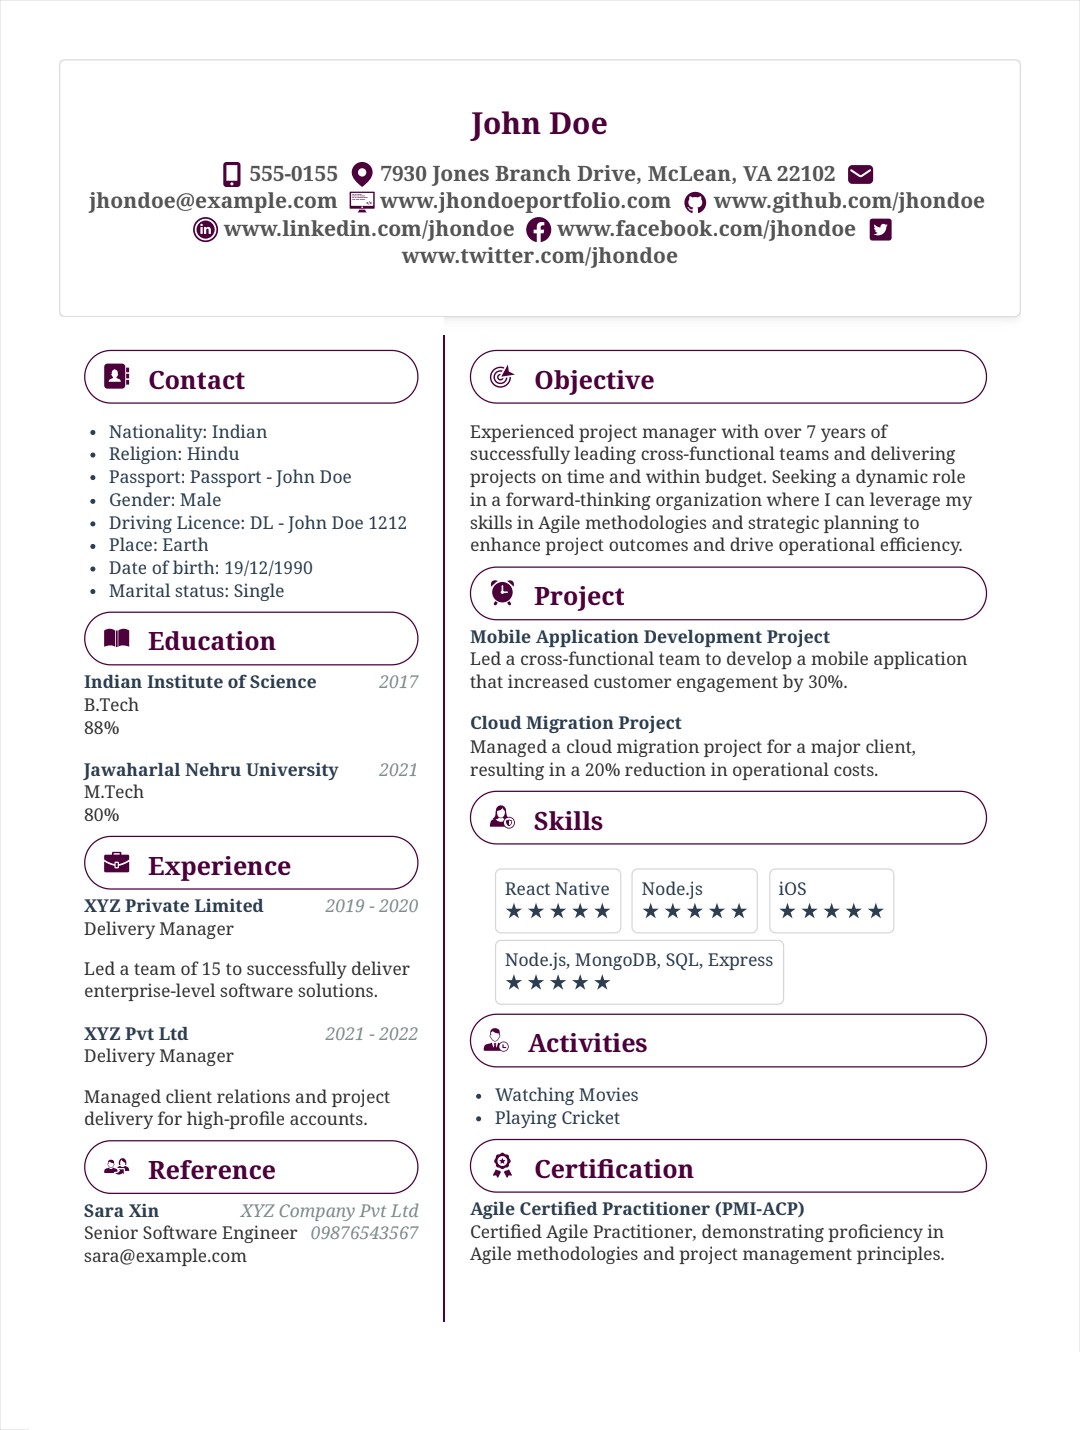 John Doe
555-0155 7930 Jones Branch Drive, McLean, VA 22102
jhondoe@example.com www.jhondoeportfolio.com www.github.com/jhondoe
www.linkedin.com/jhondoe www.facebook.com/jhondoe
www.twitter.com/jhondoe
Contact
• Nationality: Indian
• Religion: Hindu
• Passport: Passport - John Doe
• Gender: Male
• Driving Licence: DL - John Doe 1212
• Place: Earth
• Date of birth: 19/12/1990
• Marital status: Single
Education
Indian Institute of Science 2017
B.Tech
88%
Jawaharlal Nehru University 2021
M.Tech
80%
Experience
XYZ Private Limited 2019 - 2020
Delivery Manager
Led a team of 15 to successfully deliver
enterprise-level software solutions.
XYZ Pvt Ltd 2021 - 2022
Delivery Manager
Managed client relations and project
delivery for high-profile accounts.
Reference
Sara Xin XYZ Company Pvt Ltd
Senior Software Engineer 09876543567
sara@example.com
Objective
Experienced project manager with over 7 years of
successfully leading cross-functional teams and delivering
projects on time and within budget. Seeking a dynamic role
in a forward-thinking organization where I can leverage my
skills in Agile methodologies and strategic planning to
enhance project outcomes and drive operational efficiency.
Project
Mobile Application Development Project
Led a cross-functional team to develop a mobile application
that increased customer engagement by 30%.
Cloud Migration Project
Managed a cloud migration project for a major client,
resulting in a 20% reduction in operational costs.
Skills
React Native Node.js iOS
★★★★★ ★★★★★ ★★★★★
Node.js, MongoDB, SQL, Express
★★★★★
Activities
• Watching Movies
• Playing Cricket
Certification
Agile Certified Practitioner (PMI-ACP)
Certified Agile Practitioner, demonstrating proficiency in
Agile methodologies and project management principles.